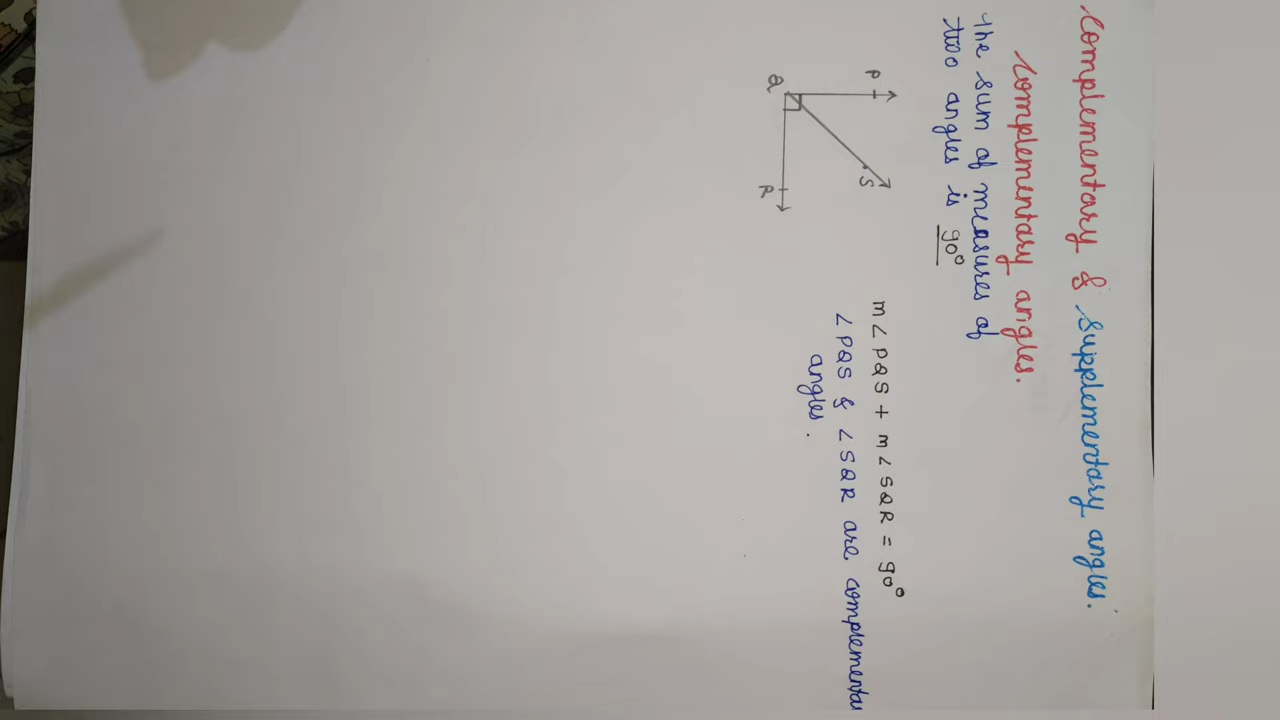 Complementary & Supplementary angles.
Complementary angles.
The sum of measures of
two angles is 90°
P
S
Q
R
m∠PQS + m∠SQR = 90°
∠PQS & ∠SQR are complementa
angles.